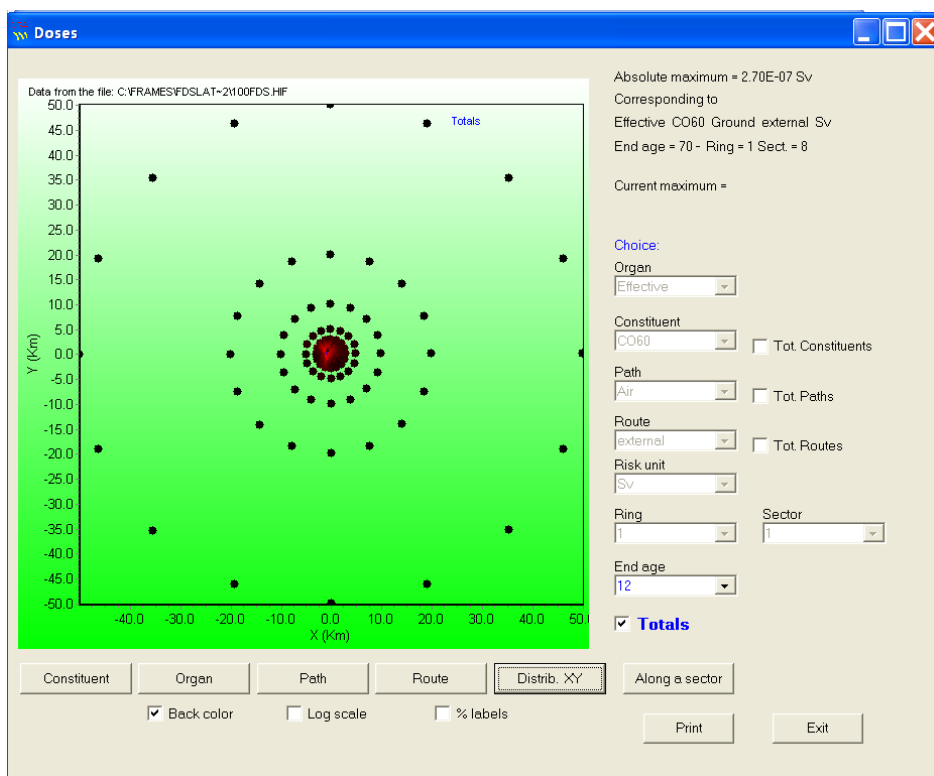 Doses
Data from the file: C:\FRAMES\FDSLAT~2\100FDS.HIF
Totals
50.0
45.0
40.0
35.0
30.0
25.0
20.0
15.0
10.0
5.0
0.0
-5.0
-10.0
-15.0
-20.0
-25.0
-30.0
-35.0
-40.0
-45.0
-50.0
Y (Km)
-40.0 -30.0 -20.0 -10.0 0.0 10.0 20.0 30.0 40.0 50.
X (Km)
Absolute maximum = 2.70E-07 Sv
Corresponding to
Effective CO60 Ground external Sv
End age = 70 - Ring = 1 Sect. = 8
Current maximum =
Choice:
Organ
Effective
Constituent
CO60
Tot. Constituents
Path
Air
Tot. Paths
Route
external
Tot. Routes
Risk unit
Sv
Ring Sector
1 1
End age
12
Totals
Constituent Organ Path Route Distrib. XY Along a sector
Back color Log scale % labels
Print Exit